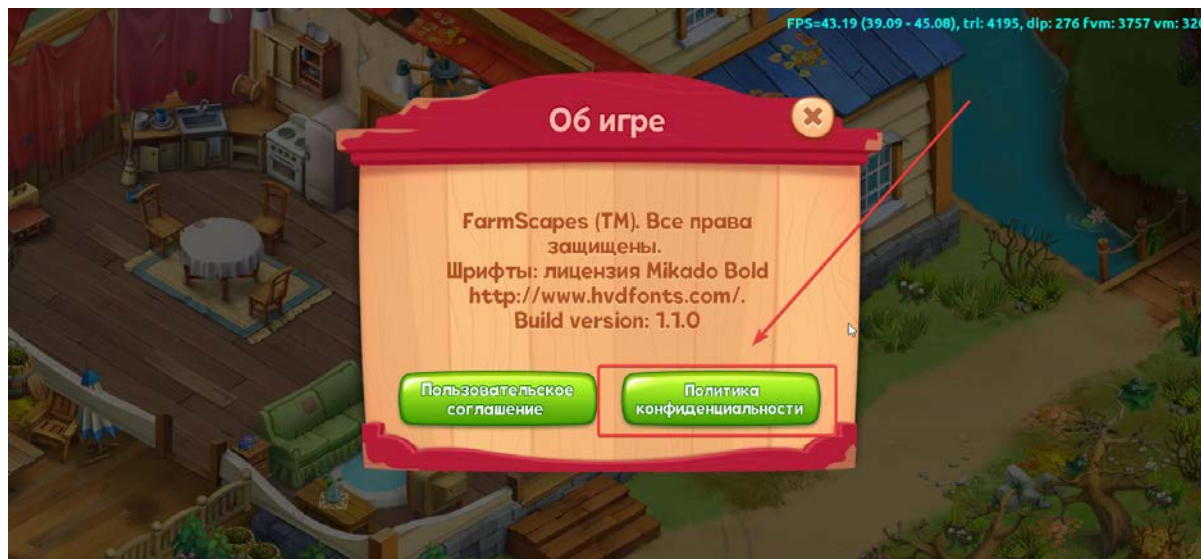 FPS=43.19 (39.09 - 45.08), tri: 4195, dip: 276 fvm: 3757 vm: 326
Об игре
FarmScapes (TM). Все права
защищены.
Шрифты: лицензия Mikado Bold
http://www.hvdfonts.com/.
Build version: 1.1.0
Пользовательское
соглашение
Политика
конфиденциальности